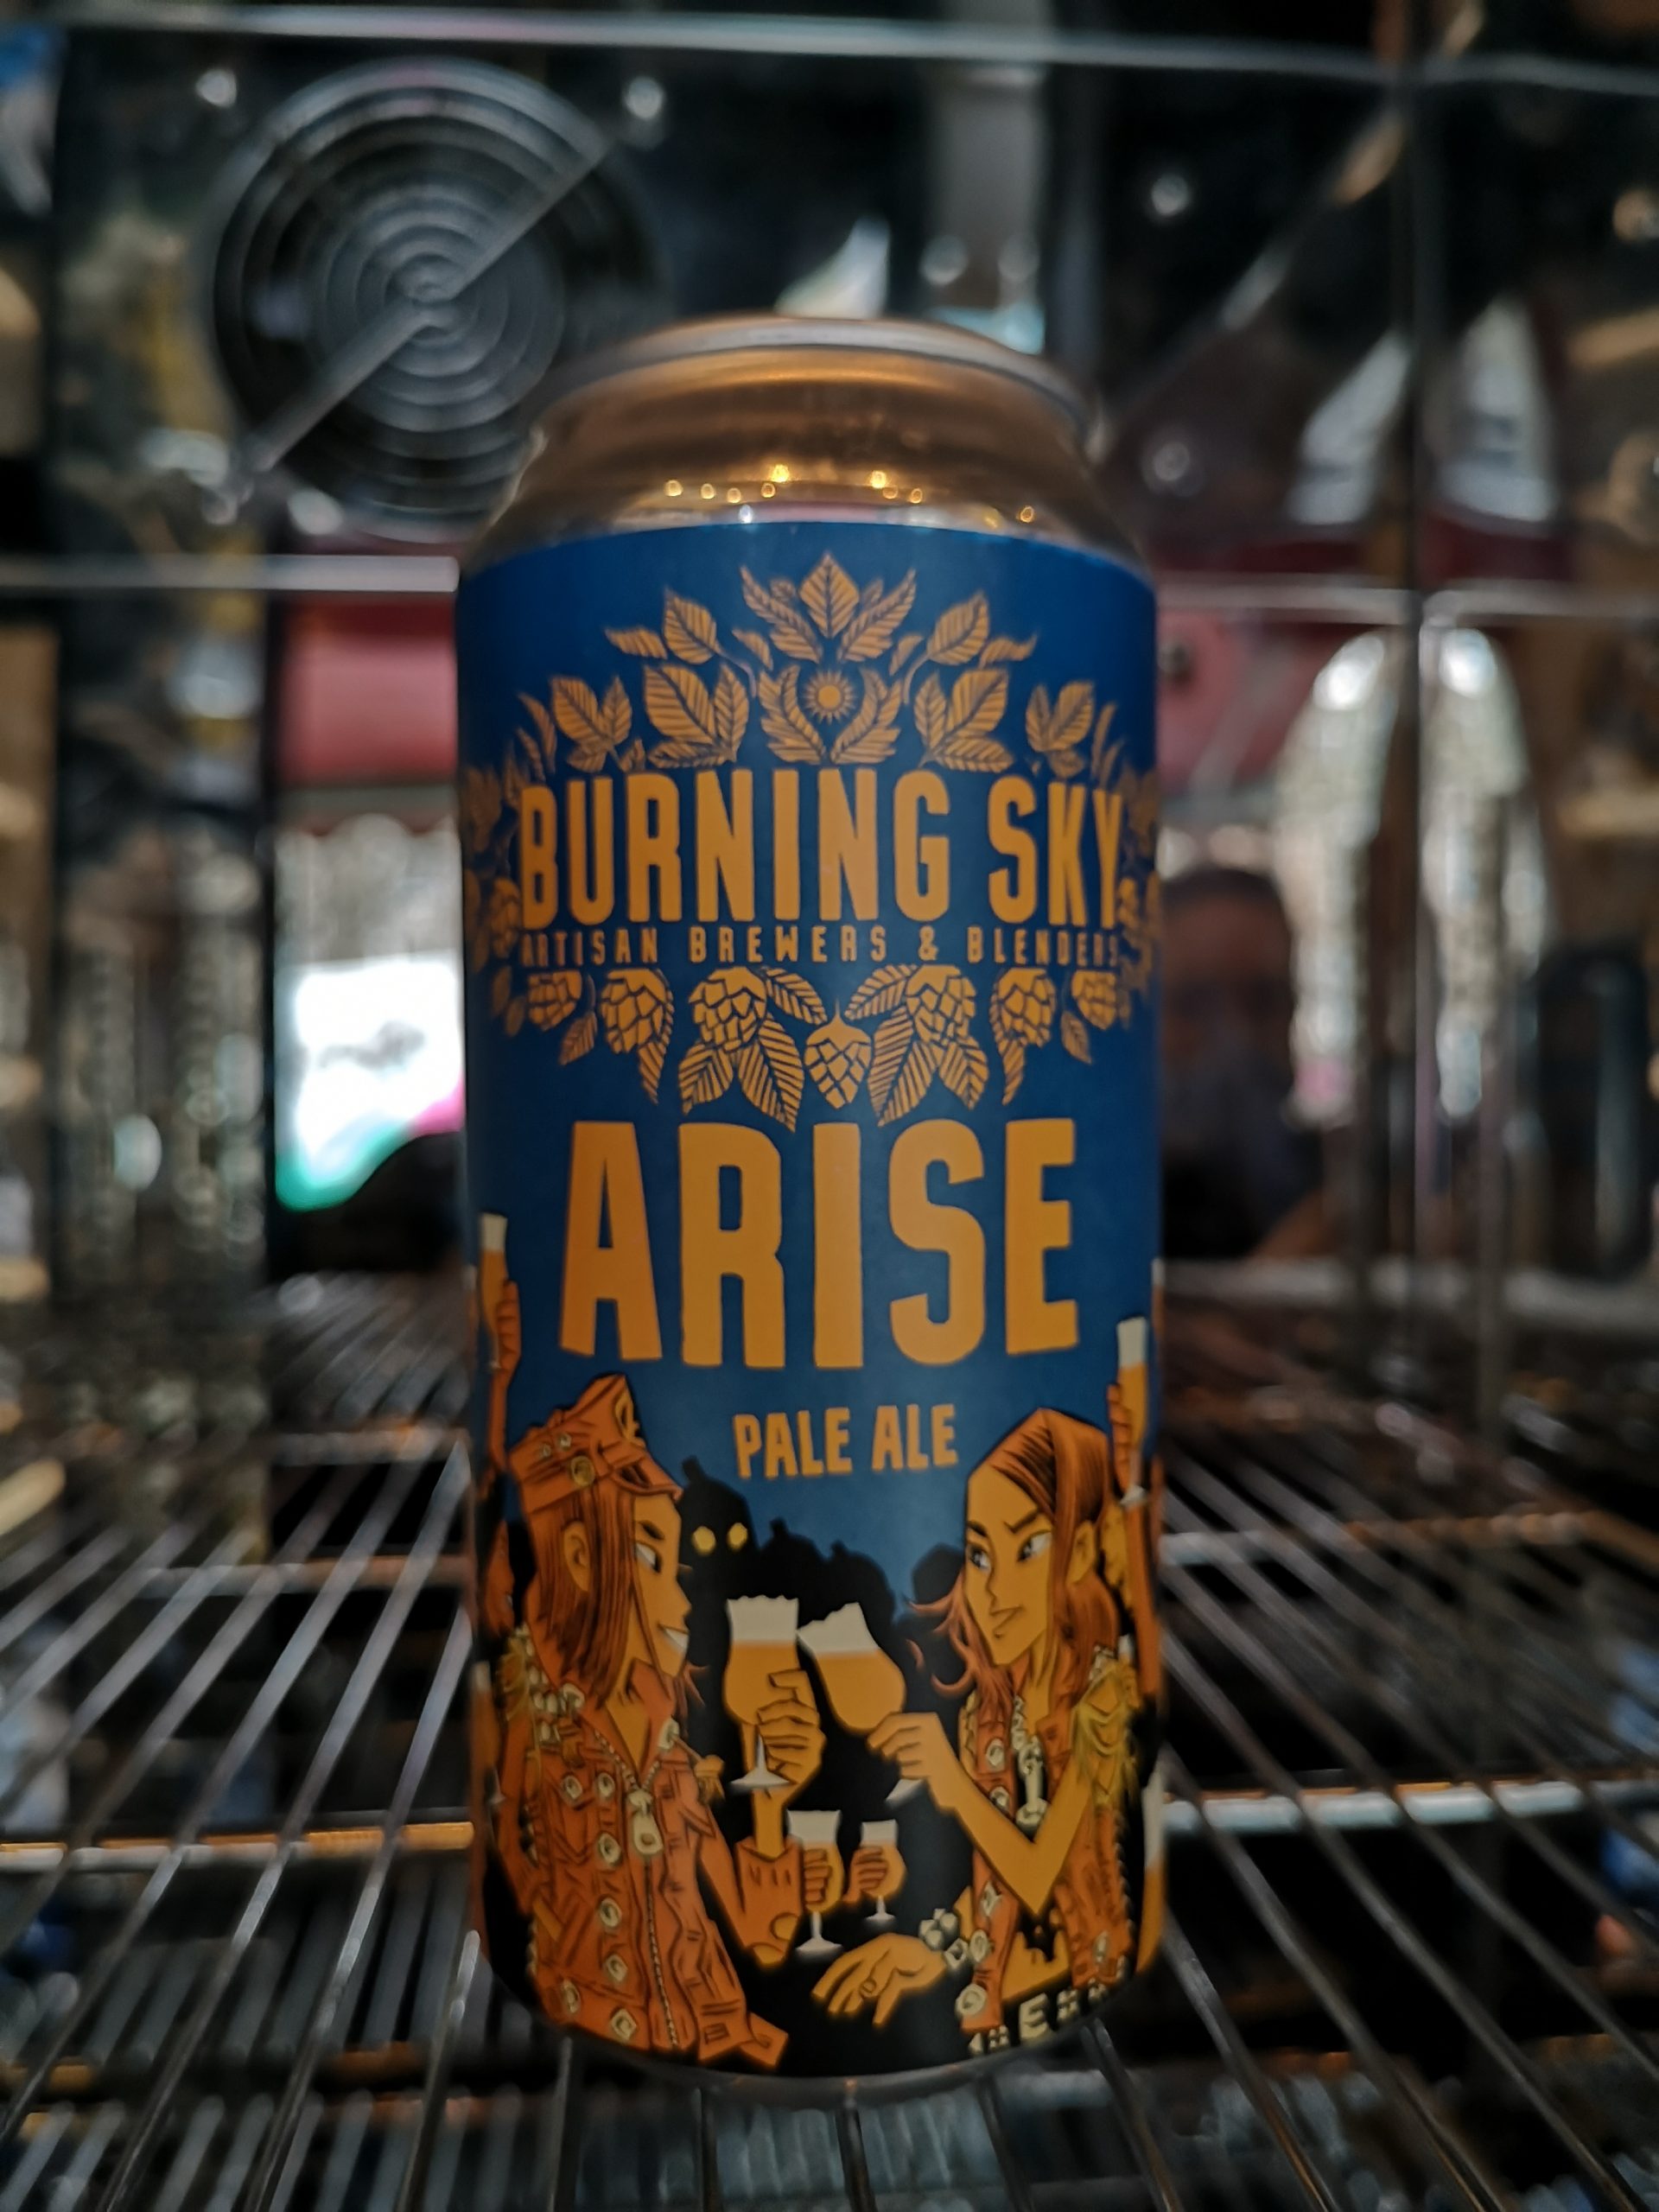 BURNING SKY
ARTISAN BREWERS & BLENDERS
ARISE
PALE ALE